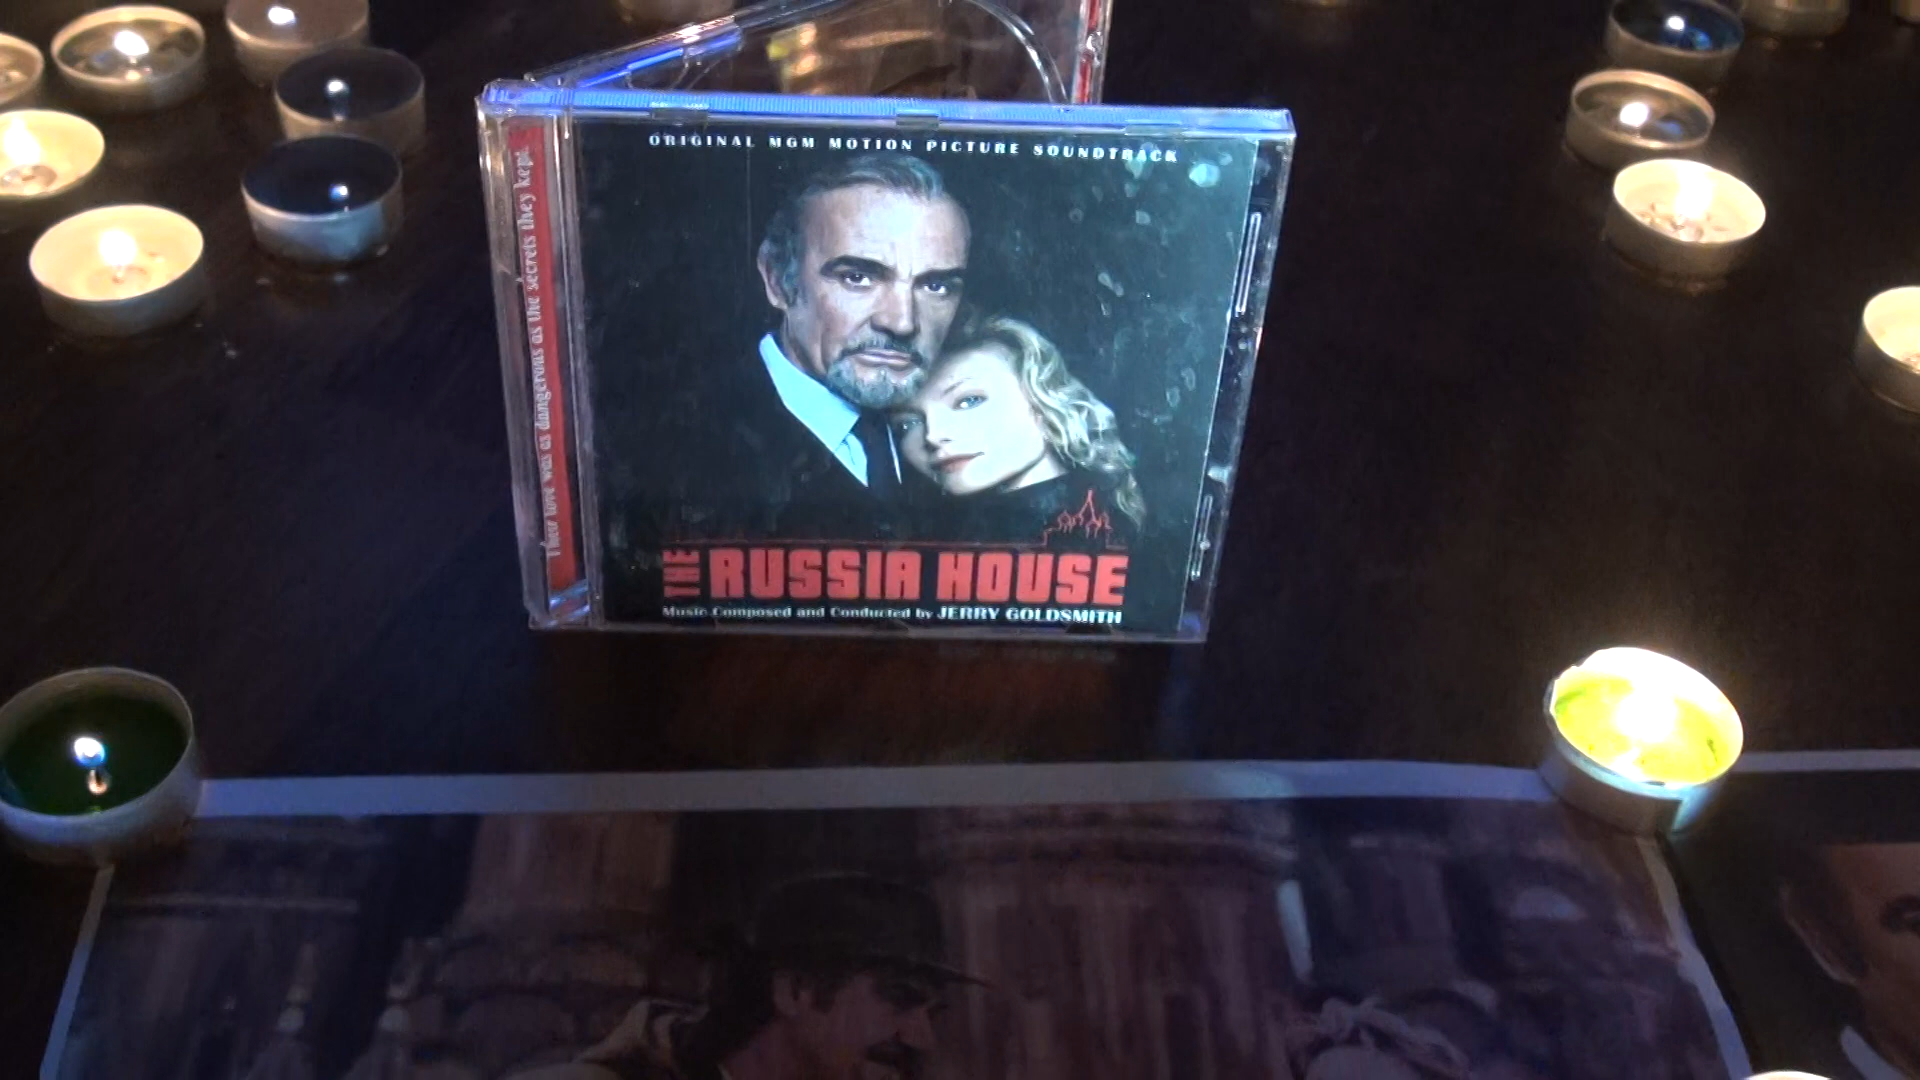 ORIGINAL MGM MOTION PICTURE SOUNDTRACK
Their love was as dangerous as the secrets they kept.
THE RUSSIA HOUSE
Music Composed and Conducted by JERRY GOLDSMITH